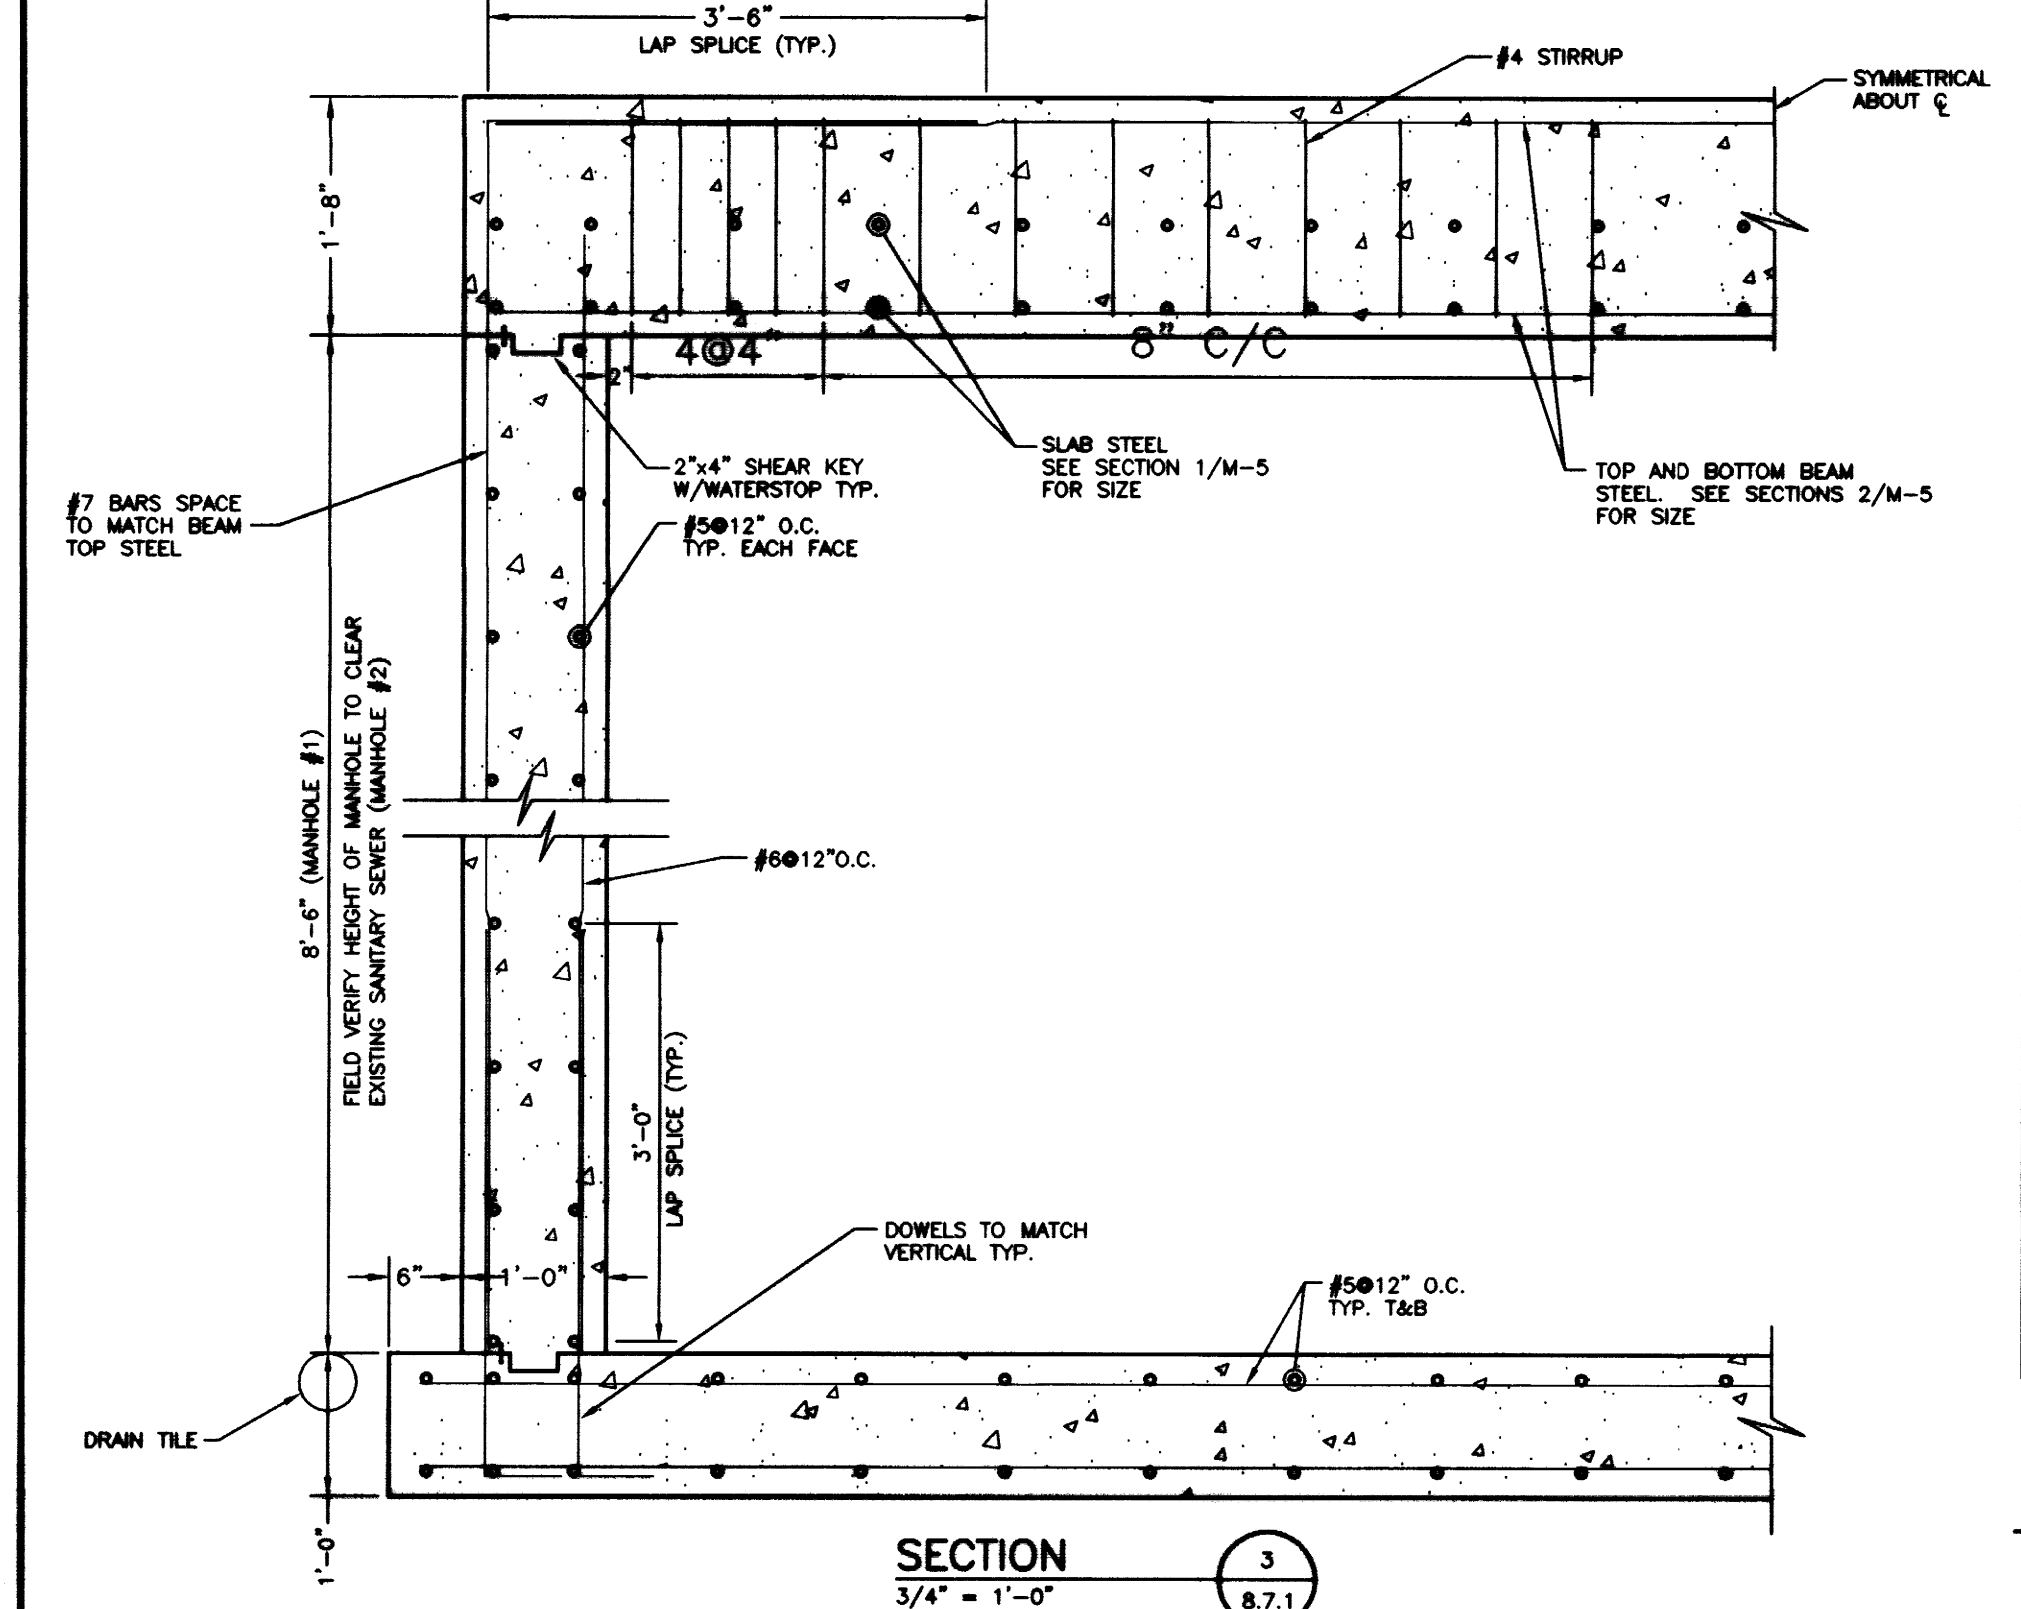 3'-6"
LAP SPLICE (TYP.)
#4 STIRRUP
SYMMETRICAL
ABOUT ℄
1'-8"
4@4"
8" C/C
2"
2"x4" SHEAR KEY
W/WATERSTOP TYP.
SLAB STEEL
SEE SECTION 1/M-5
FOR SIZE
TOP AND BOTTOM BEAM
STEEL. SEE SECTIONS 2/M-5
FOR SIZE
#7 BARS SPACE
TO MATCH BEAM
TOP STEEL
#5@12" O.C.
TYP. EACH FACE
8'-6" (MANHOLE #1)
FIELD VERIFY HEIGHT OF MANHOLE TO CLEAR
EXISTING SANITARY SEWER (MANHOLE #2)
#6@12"O.C.
3'-0"
LAP SPLICE (TYP.)
6"
1'-0"
DOWELS TO MATCH
VERTICAL TYP.
#5@12" O.C.
TYP. T&B
DRAIN TILE
1'-0"
SECTION
3/4" = 1'-0"
3
8.7.1